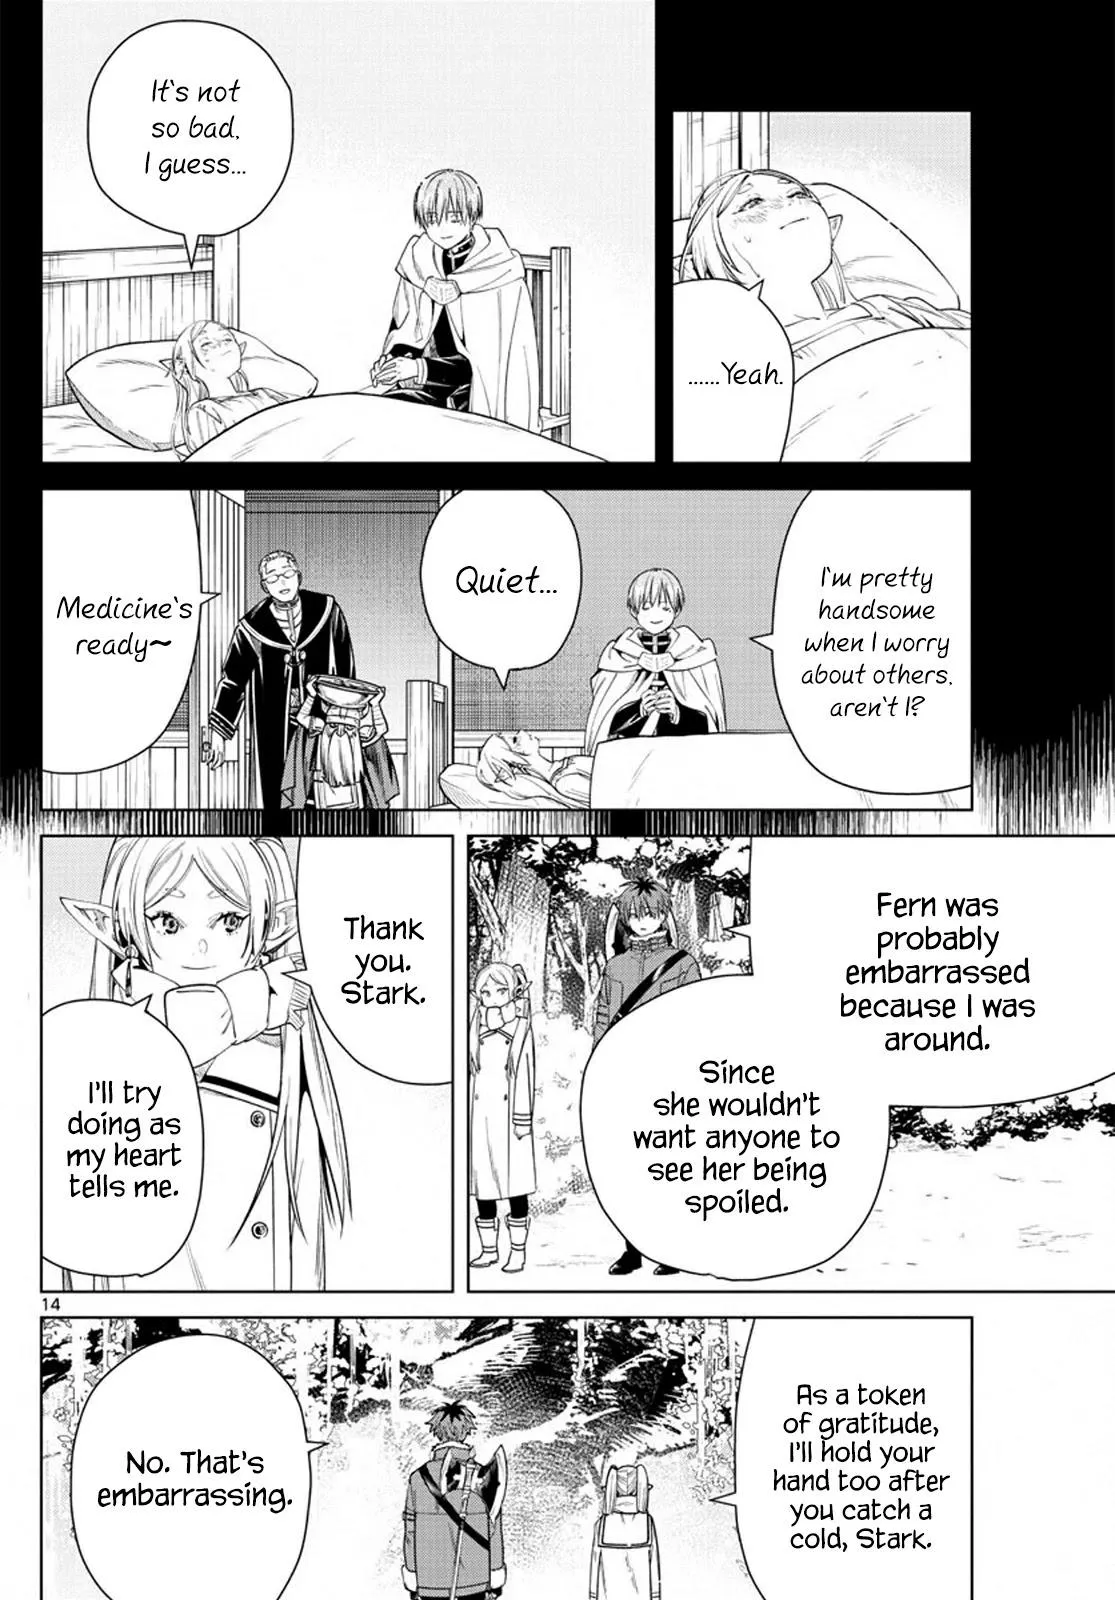 ......Yeah.
It's not
so bad,
I guess...
I'm pretty
handsome
when I worry
about others,
aren't I?
Quiet...
Medicine's
ready~
Fern was
probably
embarrassed
because I was
around.
Since
she wouldn't
want anyone to
see her being
spoiled.
Thank
you.
Stark.
I'll try
doing as
my heart
tells me.
14
As a token
of gratitude,
I'll hold your
hand too after
you catch a
cold, Stark.
No. That's
embarrassing.